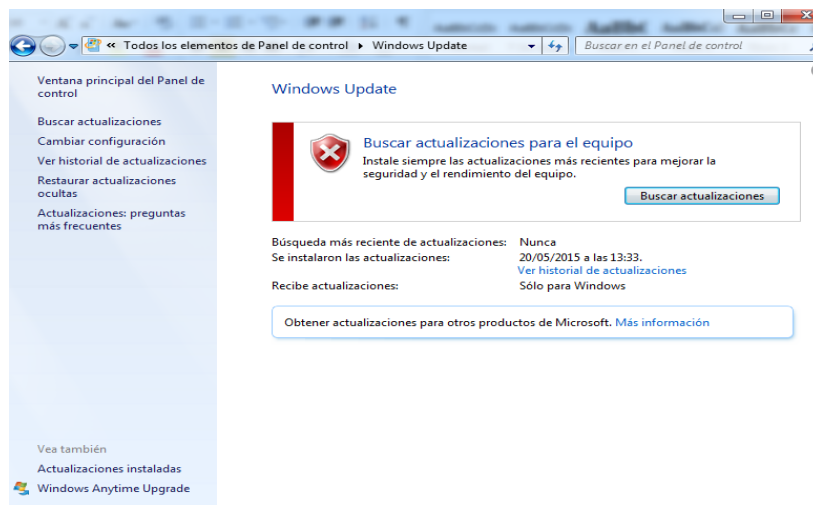 « Todos los elementos de Panel de control ▸ Windows Update
Buscar en el Panel de control
Ventana principal del Panel de
control
Buscar actualizaciones
Cambiar configuración
Ver historial de actualizaciones
Restaurar actualizaciones
ocultas
Actualizaciones: preguntas
más frecuentes
Vea también
Actualizaciones instaladas
Windows Anytime Upgrade
Windows Update
Buscar actualizaciones para el equipo
Instale siempre las actualizaciones más recientes para mejorar la
seguridad y el rendimiento del equipo.
Buscar actualizaciones
Búsqueda más reciente de actualizaciones: Nunca
Se instalaron las actualizaciones: 20/05/2015 a las 13:33.
Ver historial de actualizaciones
Recibe actualizaciones: Sólo para Windows
Obtener actualizaciones para otros productos de Microsoft. Más información